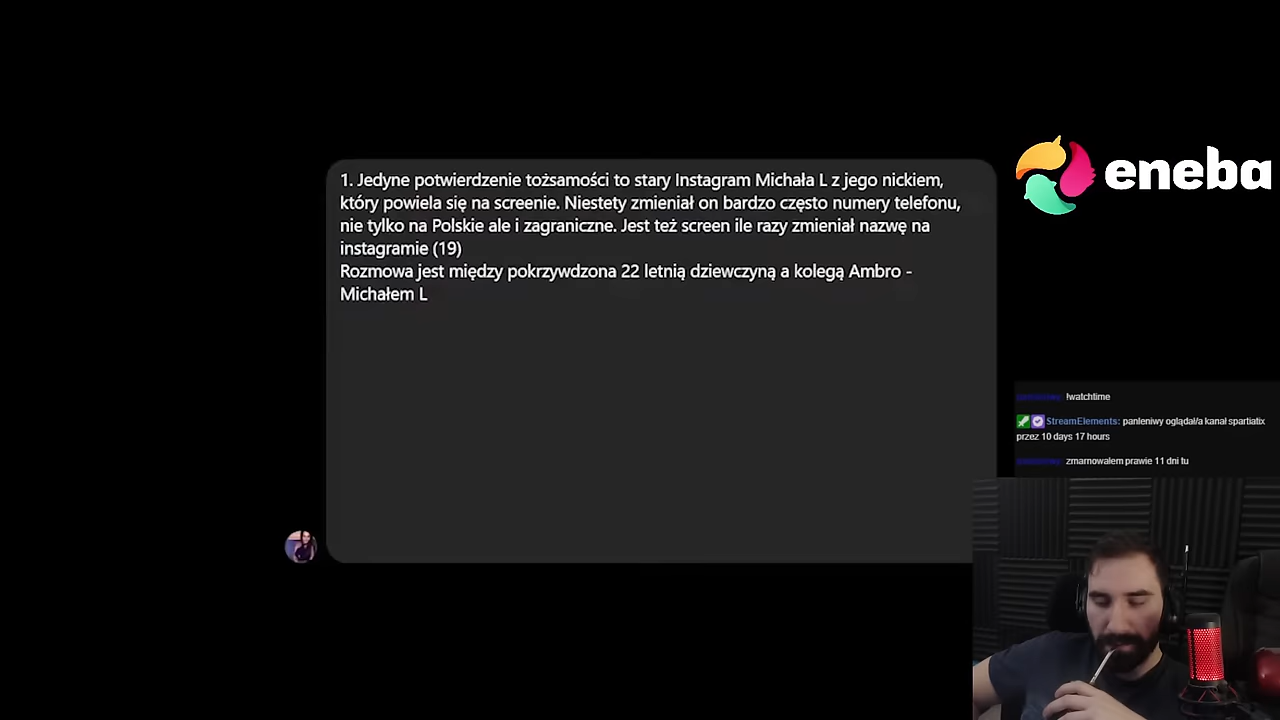 1. Jedyne potwierdzenie tożsamości to stary Instagram Michała L z jego nickiem,
który powiela się na screenie. Niestety zmieniał on bardzo często numery telefonu,
nie tylko na Polskie ale i zagraniczne. Jest też screen ile razy zmieniał nazwę na
instagramie (19)
Rozmowa jest między pokrzywdzona 22 letnią dziewczyną a kolegą Ambro -
Michałem L
eneba
!watchtime
StreamElements: panleniwy oglądał/a kanał spartiatix
przez 10 days 17 hours
zmarnowalem prawie 11 dni tu